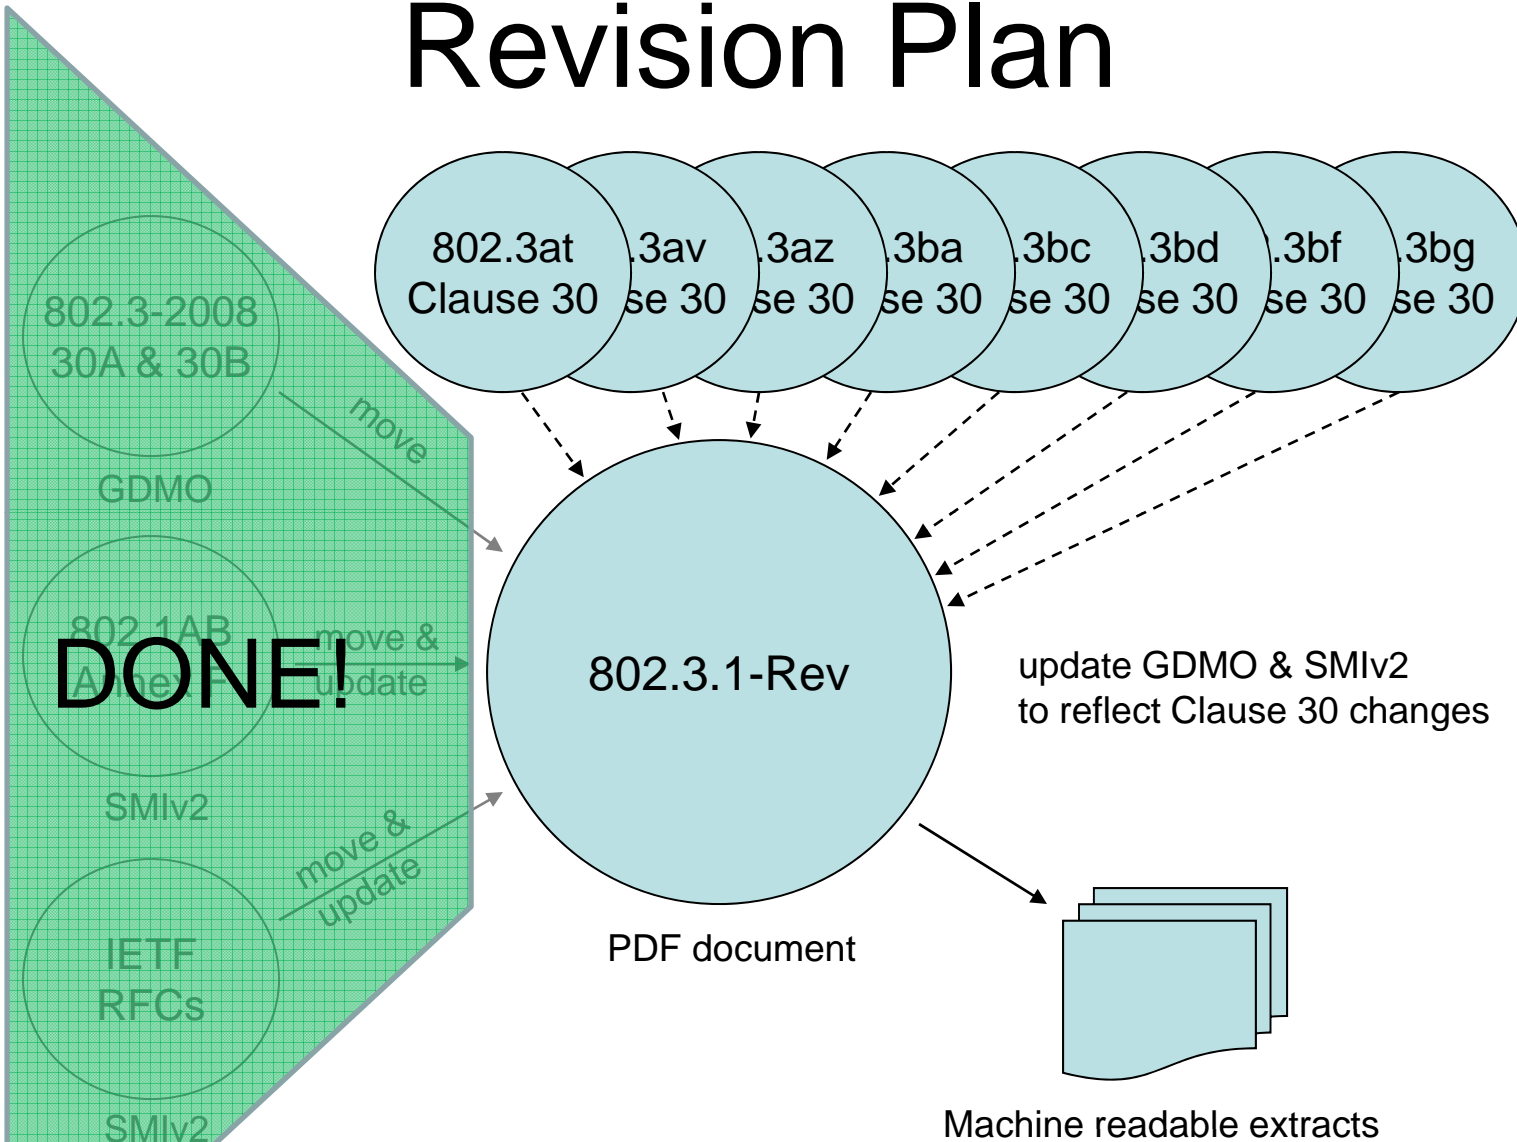 Revision Plan
802.3at
Clause 30
.3av
se 30
.3az
se 30
.3ba
se 30
.3bc
se 30
.3bd
se 30
.3bf
se 30
.3bg
se 30
802.3-2008
30A & 30B
GDMO
move
802.1AB
Annex F
SMIv2
DONE!
move &
update
IETF
RFCs
SMIv2
move &
update
802.3.1-Rev
PDF document
update GDMO & SMIv2
to reflect Clause 30 changes
Machine readable extracts